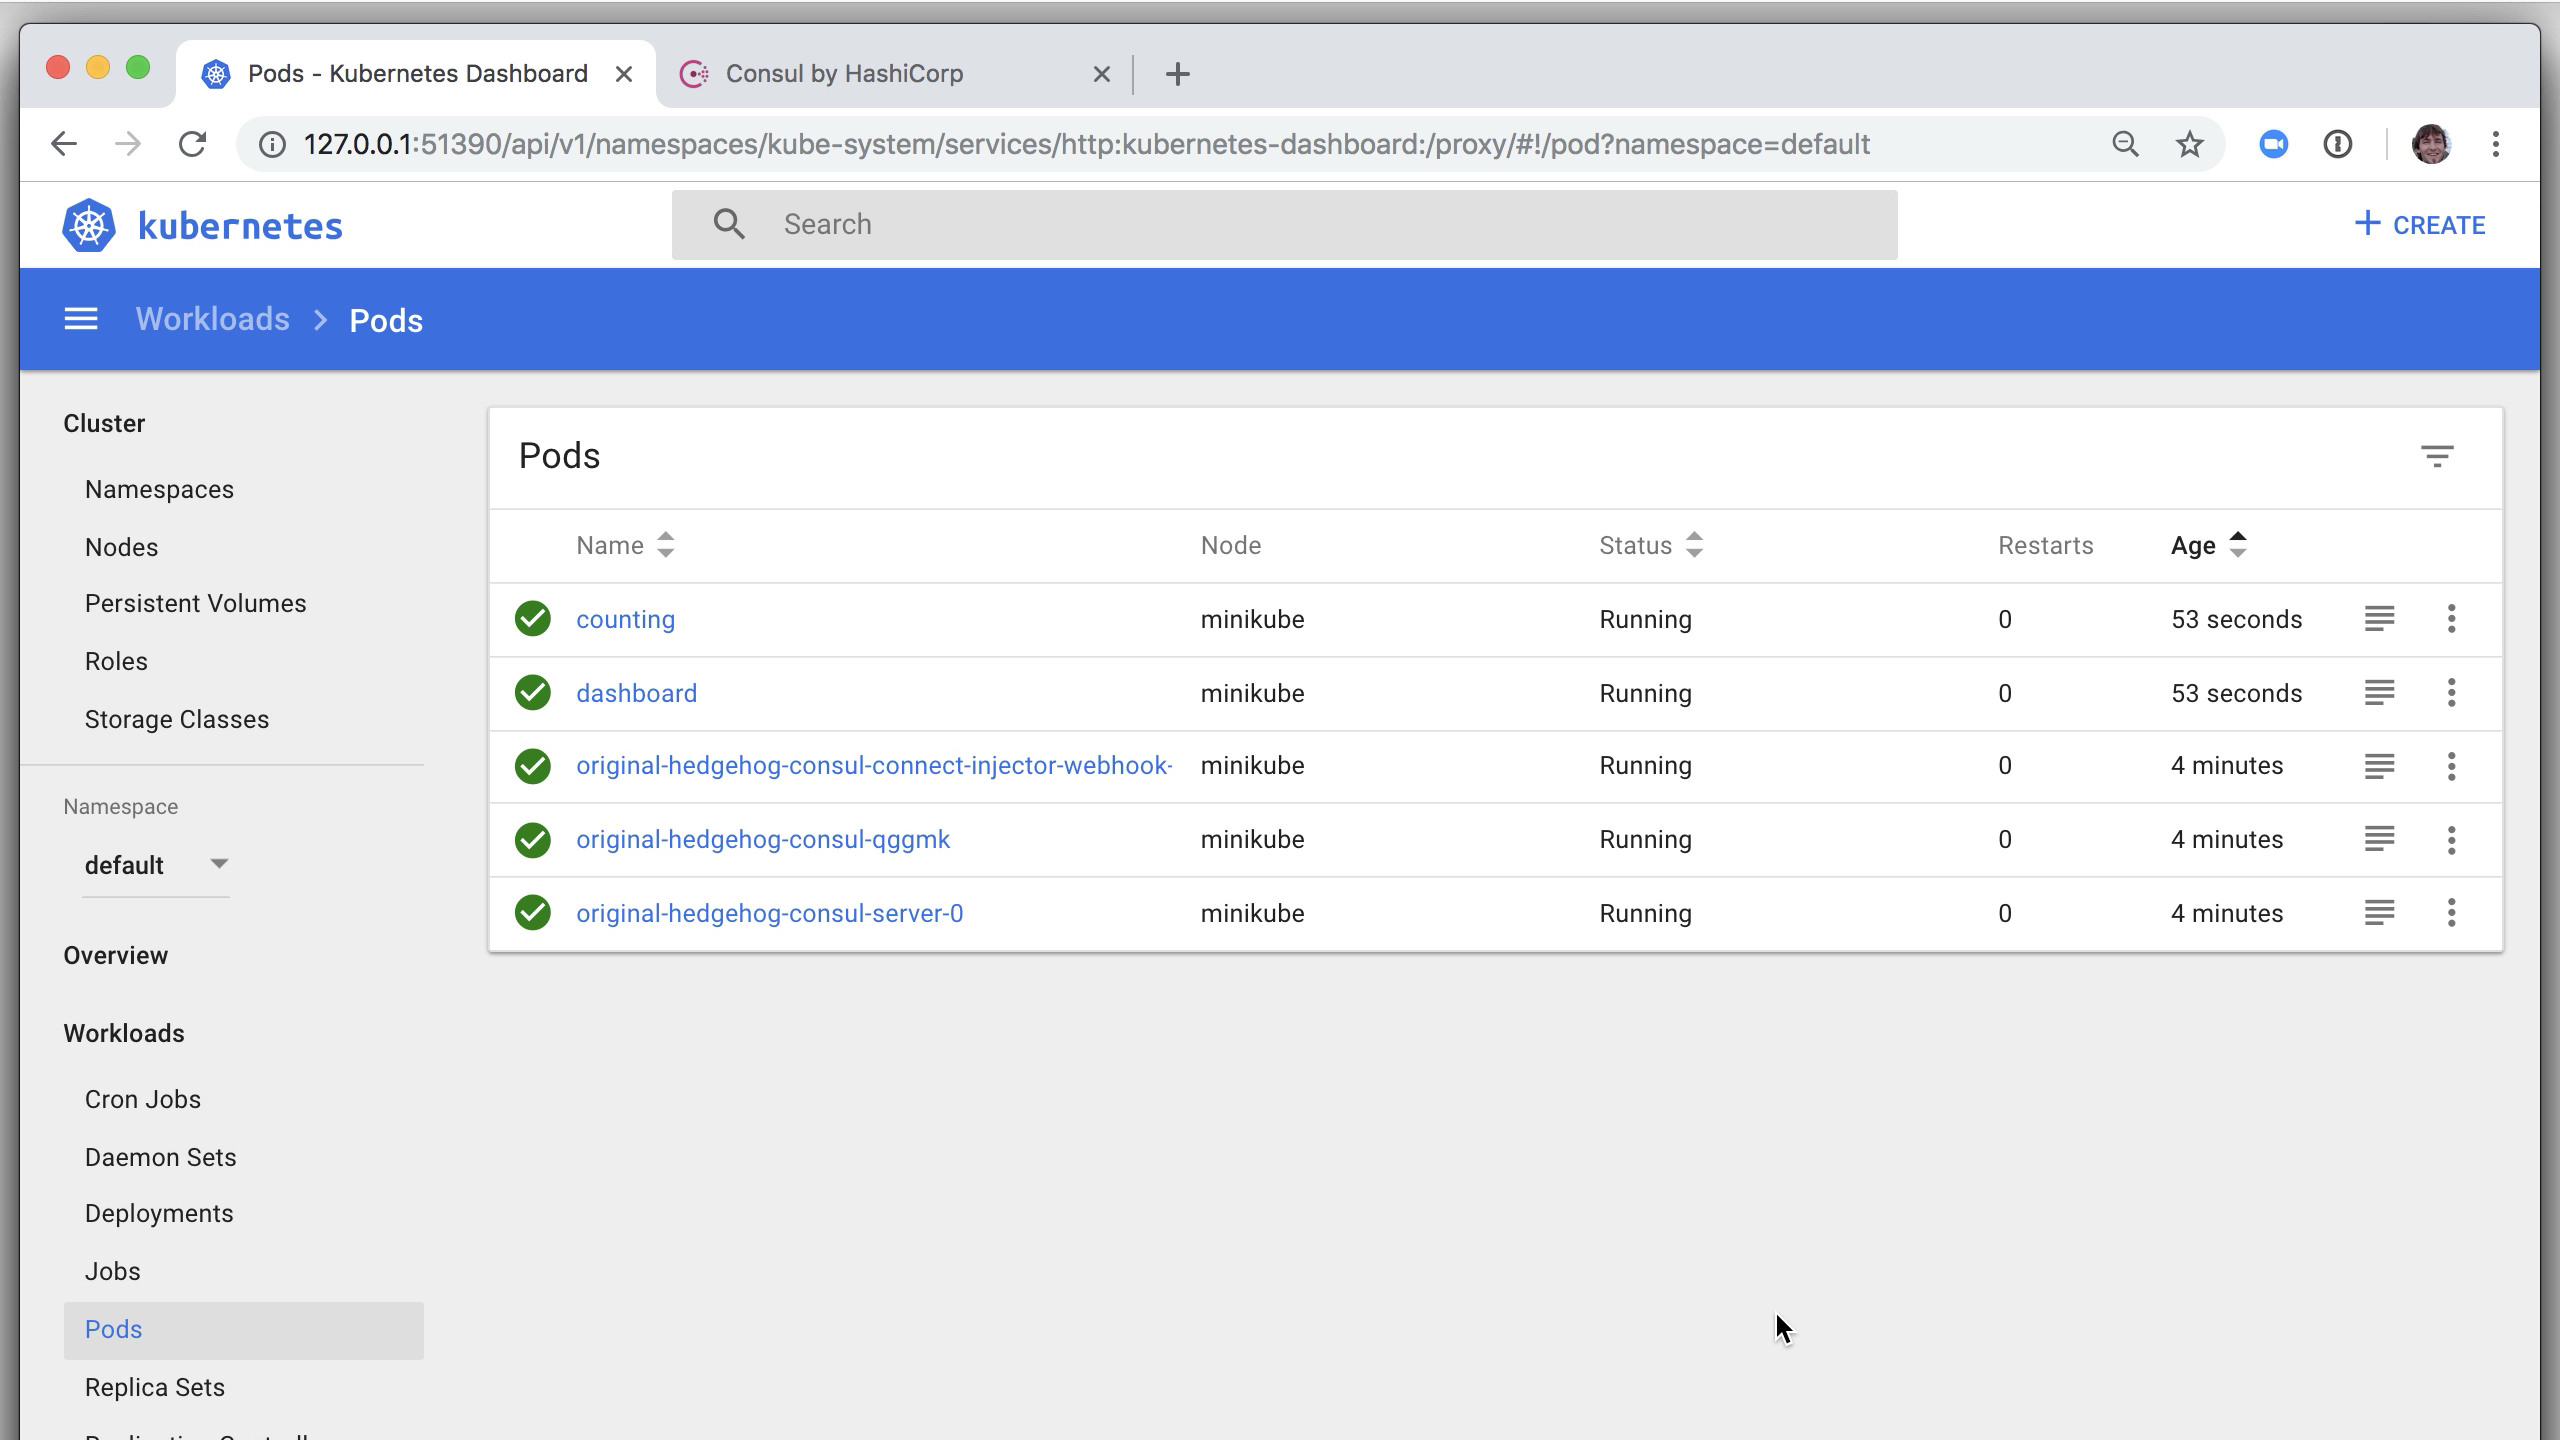 Pods - Kubernetes Dashboard
Consul by HashiCorp
127.0.0.1:51390/api/v1/namespaces/kube-system/services/http:kubernetes-dashboard:/proxy/#!/pod?namespace=default
kubernetes
Search
CREATE
Workloads > Pods
Cluster
Namespaces
Nodes
Persistent Volumes
Roles
Storage Classes
Namespace
default
Overview
Workloads
Cron Jobs
Daemon Sets
Deployments
Jobs
Pods
Replica Sets
Pods
Name Node Status Restarts Age
counting minikube Running 0 53 seconds
dashboard minikube Running 0 53 seconds
original-hedgehog-consul-connect-injector-webhook- minikube Running 0 4 minutes
original-hedgehog-consul-qggmk minikube Running 0 4 minutes
original-hedgehog-consul-server-0 minikube Running 0 4 minutes